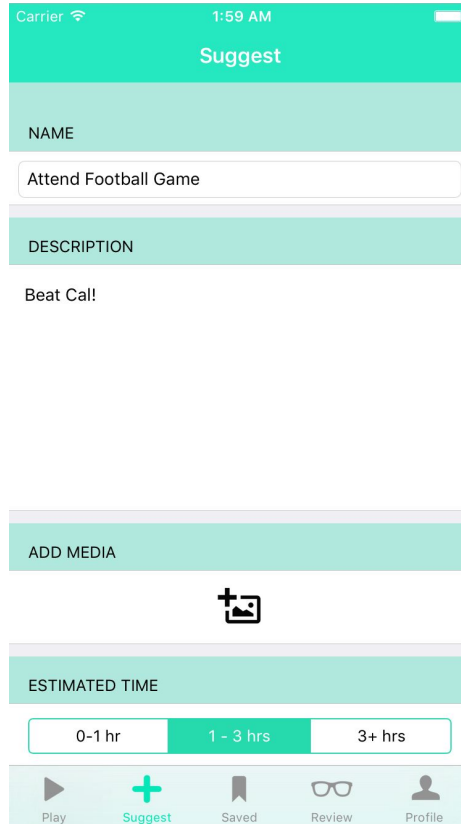 Carrier 1:59 AM
Suggest
NAME
Attend Football Game
DESCRIPTION
Beat Cal!
ADD MEDIA
ESTIMATED TIME
0-1 hr 1 - 3 hrs 3+ hrs
Play Suggest Saved Review Profile